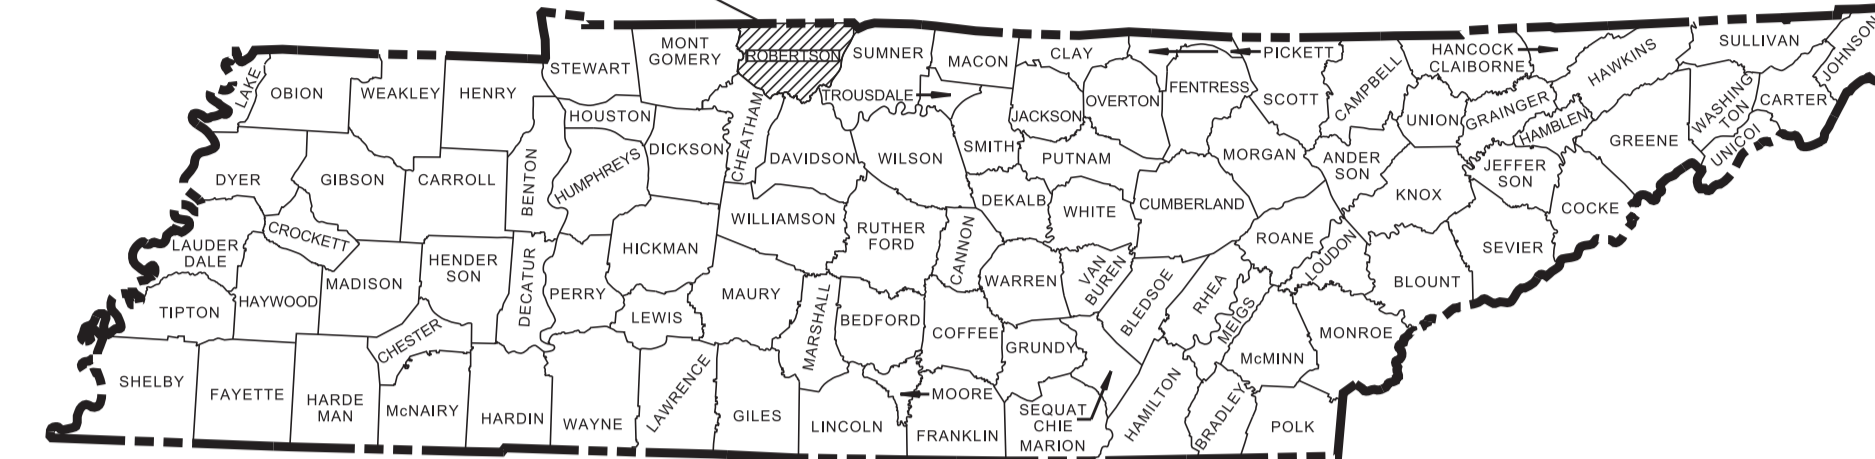 LAKE
OBION
WEAKLEY
HENRY
STEWART
MONT
GOMERY
ROBERTSON
SUMNER
MACON
CLAY
PICKETT
HANCOCK
CLAIBORNE
HAWKINS
SULLIVAN
JOHNSON
TROUSDALE
JACKSON
OVERTON
FENTRESS
SCOTT
CAMPBELL
UNION
GRAINGER
HAMBLEN
GREENE
WASHING
TON
CARTER
UNICOI
HOUSTON
DICKSON
CHEATHAM
DAVIDSON
WILSON
SMITH
PUTNAM
MORGAN
ANDER
SON
KNOX
JEFFER
SON
COCKE
DYER
GIBSON
CARROLL
BENTON
HUMPHREYS
WILLIAMSON
RUTHER
FORD
DEKALB
WHITE
CUMBERLAND
ROANE
LOUDON
BLOUNT
SEVIER
LAUDER
DALE
CROCKETT
HENDER
SON
DECATUR
HICKMAN
CANNON
WARREN
VAN
BUREN
BLEDSOE
RHEA
MEIGS
MONROE
TIPTON
HAYWOOD
MADISON
PERRY
LEWIS
MAURY
MARSHALL
BEDFORD
COFFEE
GRUNDY
McMINN
SHELBY
FAYETTE
HARDE
MAN
CHESTER
McNAIRY
HARDIN
WAYNE
LAWRENCE
GILES
LINCOLN
MOORE
FRANKLIN
SEQUAT
CHIE
MARION
HAMILTON
BRADLEY
POLK